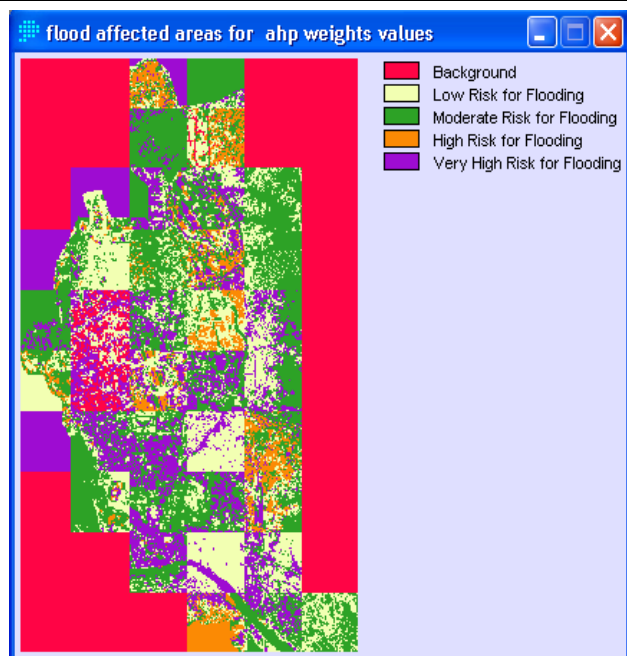 flood affected areas for ahp weights values
Background
Low Risk for Flooding
Moderate Risk for Flooding
High Risk for Flooding
Very High Risk for Flooding